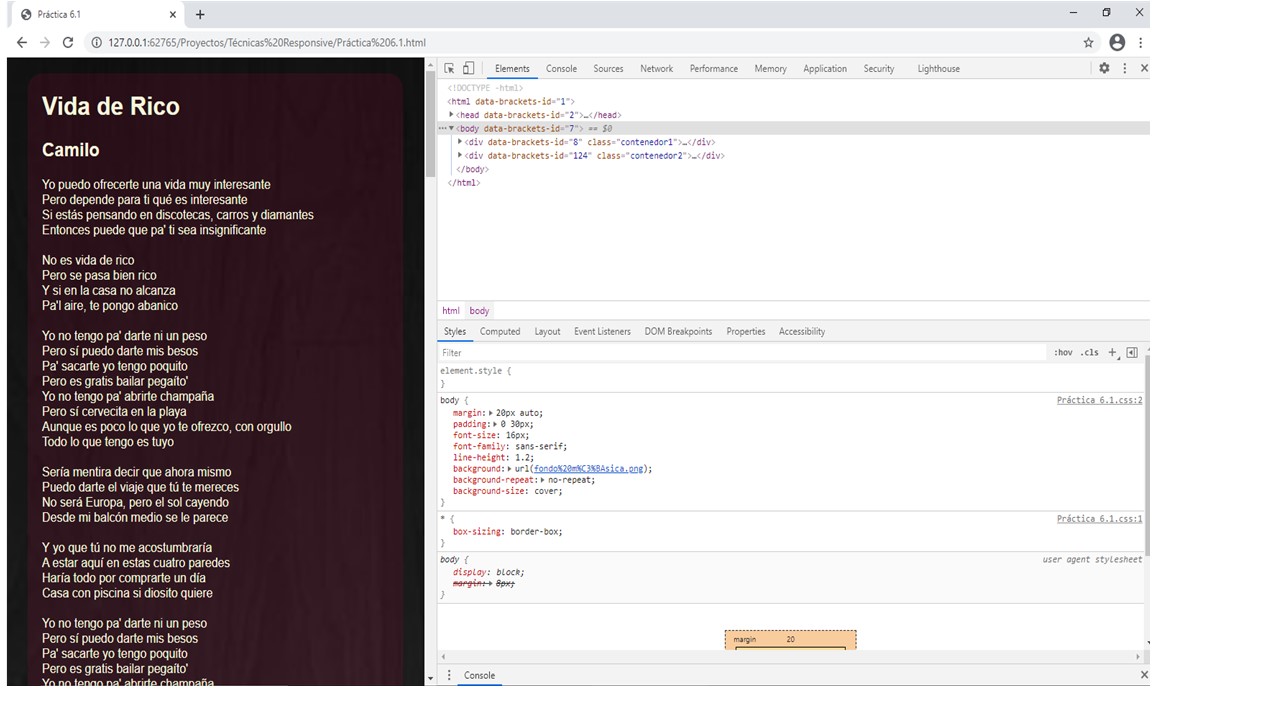 Práctica 6.1
127.0.0.1:62765/Proyectos/Técnicas%20Responsive/Práctica%206.1.html
Vida de Rico
Camilo
Yo puedo ofrecerte una vida muy interesante
Pero depende para ti qué es interesante
Si estás pensando en discotecas, carros y diamantes
Entonces puede que pa' ti sea insignificante
No es vida de rico
Pero se pasa bien rico
Y si en la casa no alcanza
Pa'l aire, te pongo abanico
Yo no tengo pa' darte ni un peso
Pero sí puedo darte mis besos
Pa' sacarte yo tengo poquito
Pero es gratis bailar pegaíto'
Yo no tengo pa' abrirte champaña
Pero sí cervecita en la playa
Aunque es poco lo que yo te ofrezco, con orgullo
Todo lo que tengo es tuyo
Sería mentira decir que ahora mismo
Puedo darte el viaje que tú te mereces
No será Europa, pero el sol cayendo
Desde mi balcón medio se le parece
Y yo que tú no me acostumbraría
A estar aquí en estas cuatro paredes
Haría todo por comprarte un día
Casa con piscina si diosito quiere
Yo no tengo pa' darte ni un peso
Pero sí puedo darte mis besos
Pa' sacarte yo tengo poquito
Pero es gratis bailar pegaíto'
Yo no tengo pa' abrirte champaña
Elements Console Sources Network Performance Memory Application Security Lighthouse
<!DOCTYPE html>
<html data-brackets-id="1">
<head data-brackets-id="2">…</head>
<body data-brackets-id="7"> == $0
<div data-brackets-id="8" class="contenedor1">…</div>
<div data-brackets-id="124" class="contenedor2">…</div>
</body>
</html>
html body
Styles Computed Layout Event Listeners DOM Breakpoints Properties Accessibility
Filter :hov .cls +
element.style {
}
body { Práctica 6.1.css:2
margin: 20px auto;
padding: 0 30px;
font-size: 16px;
font-family: sans-serif;
line-height: 1.2;
background: url(fondo%20m%C3%BAsica.png);
background-repeat: no-repeat;
background-size: cover;
}
* { Práctica 6.1.css:1
box-sizing: border-box;
}
body { user agent stylesheet
display: block;
margin: 8px;
}
margin 20
Console